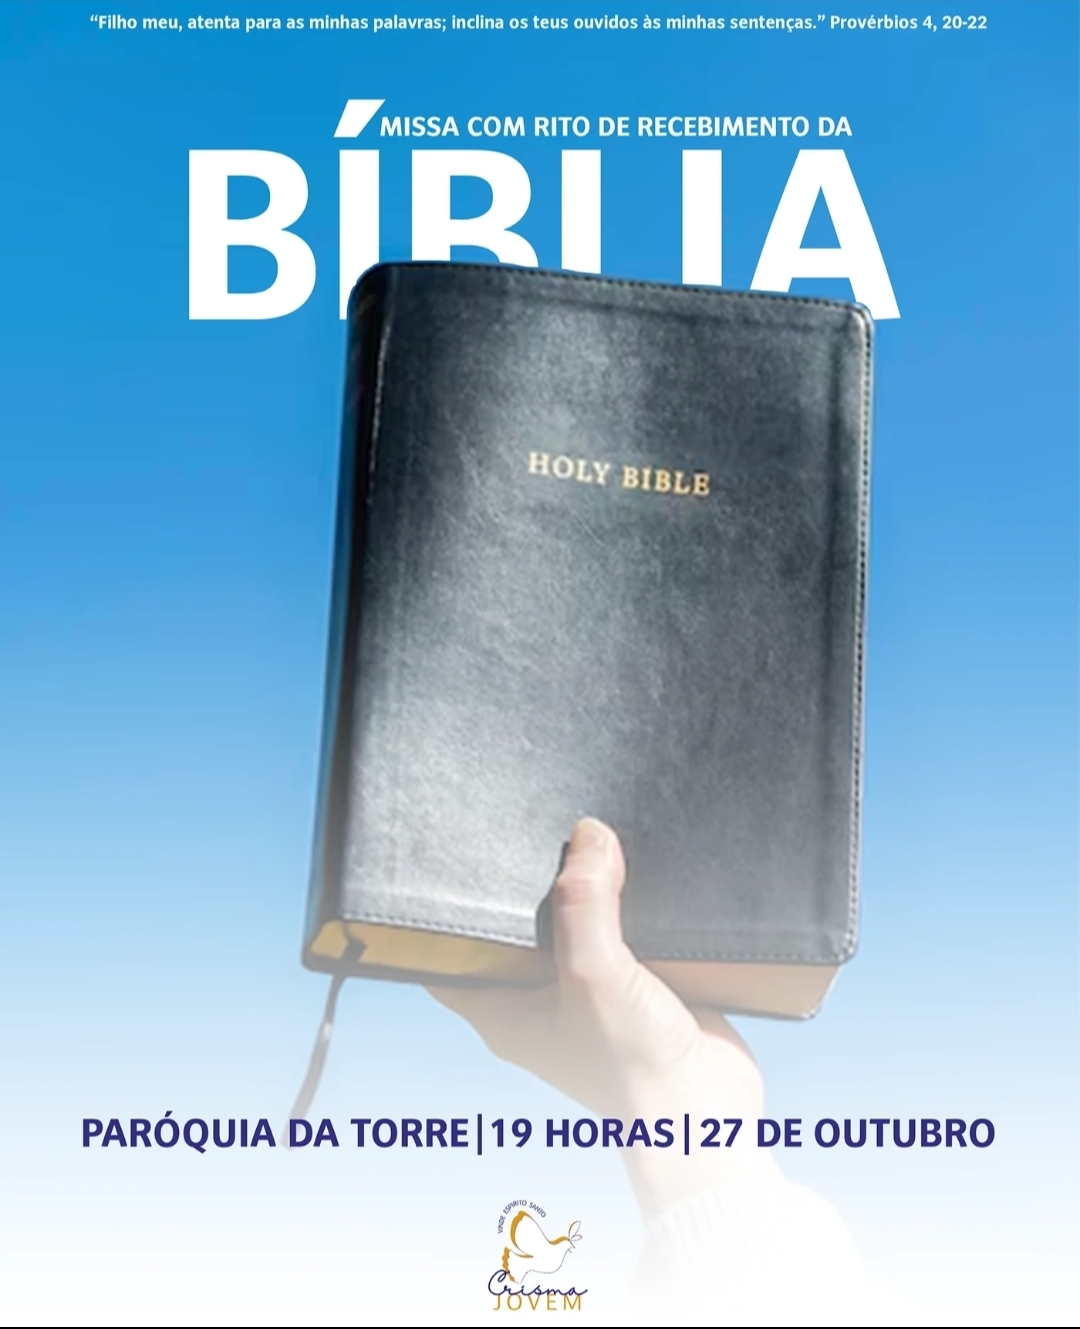 “Filho meu, atenta para as minhas palavras; inclina os teus ouvidos às minhas sentenças.” Provérbios 4, 20-22
MISSA COM RITO DE RECEBIMENTO DA
BÍBLIA
HOLY BIBLE
PARÓQUIA DA TORRE|19 HORAS|27 DE OUTUBRO
VINDE ESPIRITO SANTO
Crisma
JOVEM